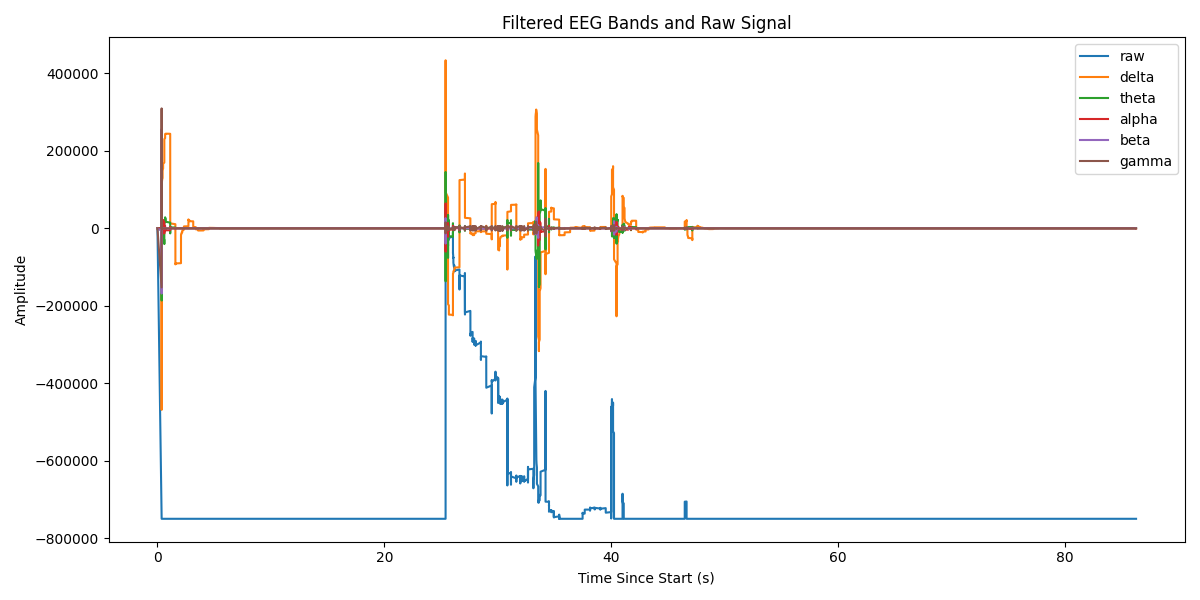 Filtered EEG Bands and Raw Signal
raw
delta
theta
alpha
beta
gamma
400000
200000
0
−200000
−400000
−600000
−800000
Amplitude
0 20 40 60 80
Time Since Start (s)